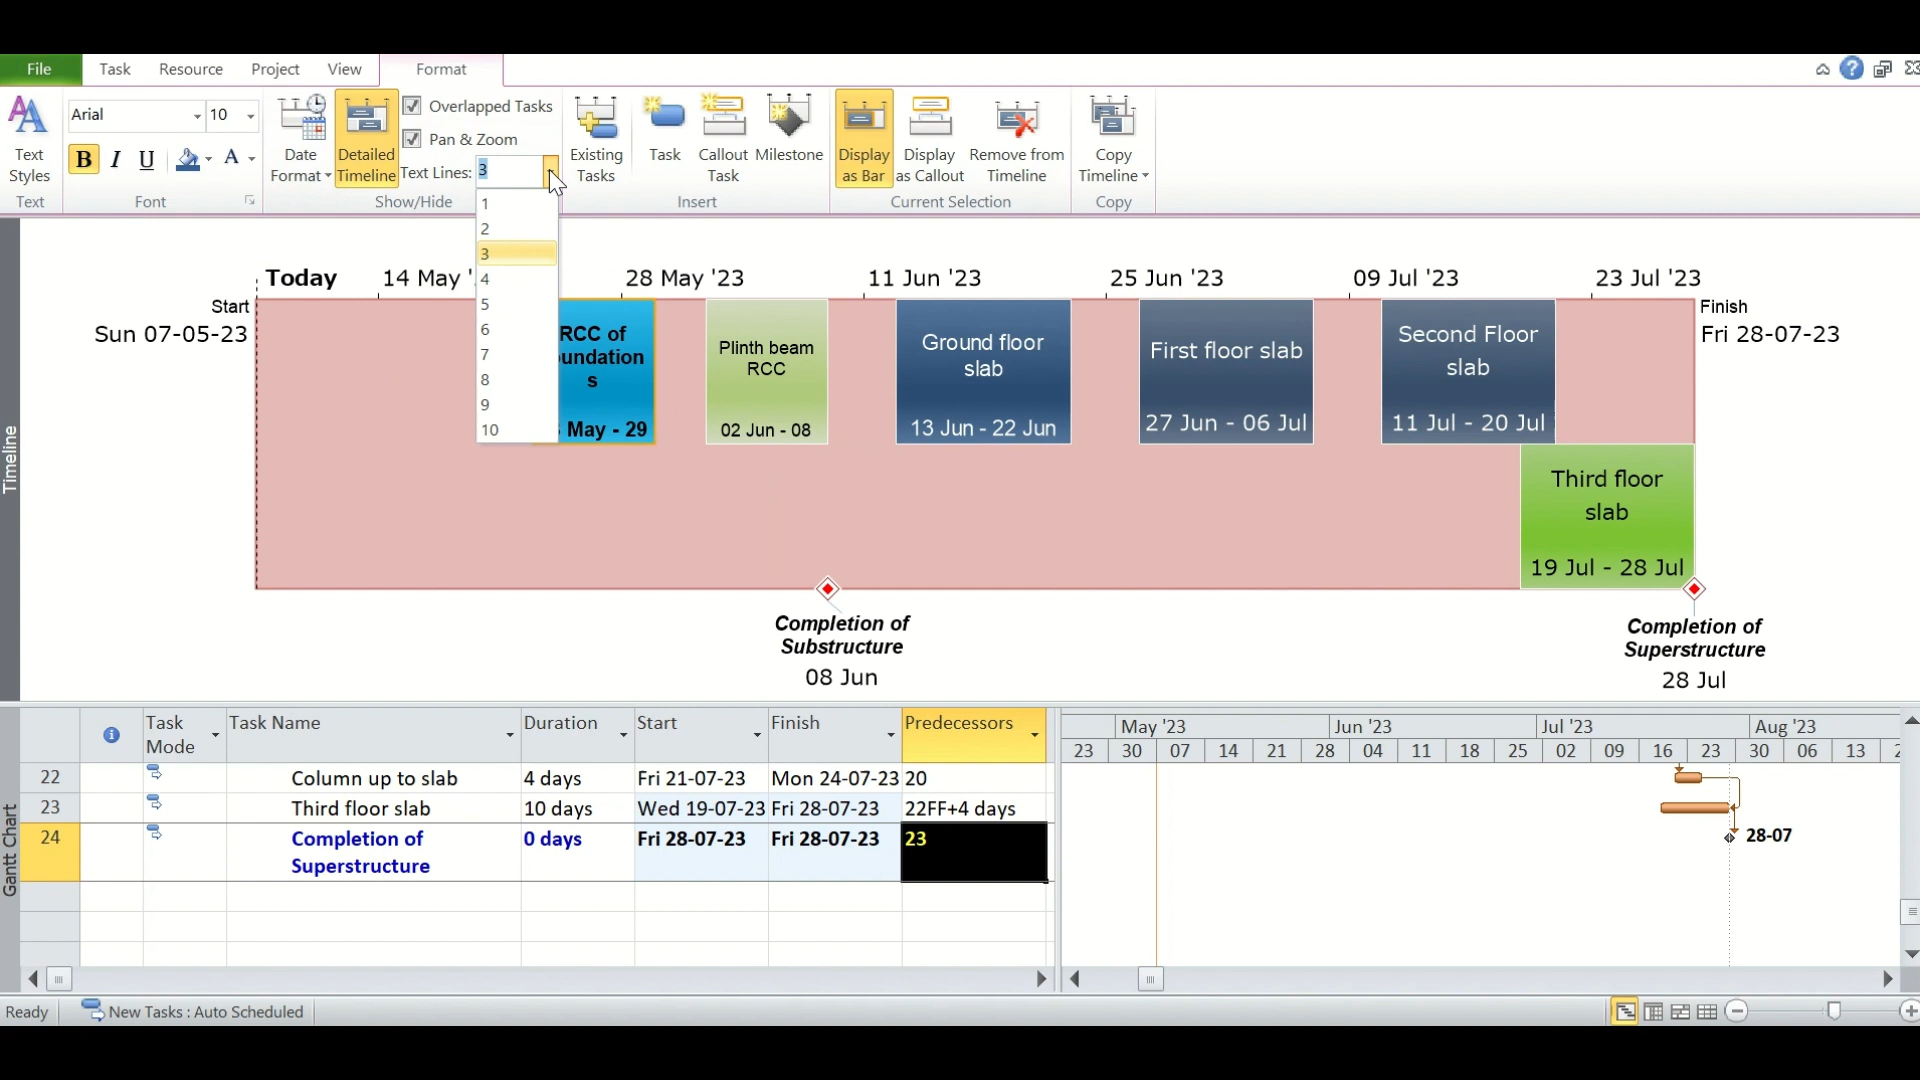 File Task Resource Project View Format
Text Styles
Text
Arial 10
B I U A
Font
Date Format
Detailed Timeline
Overlapped Tasks
Pan & Zoom
Text Lines: 3
Show/Hide
1
2
3
4
5
6
7
8
9
10
Existing Tasks
Task
Callout Task
Milestone
Insert
Display as Bar
Display as Callout
Remove from Timeline
Current Selection
Copy Timeline
Copy
Timeline
Today 14 May ' 28 May '23 11 Jun '23 25 Jun '23 09 Jul '23 23 Jul '23
Start
Sun 07-05-23
Finish
Fri 28-07-23
RCC of
undation
s
May - 29
Plinth beam
RCC
02 Jun - 08
Ground floor
slab
13 Jun - 22 Jun
First floor slab
27 Jun - 06 Jul
Second Floor
slab
11 Jul - 20 Jul
Third floor
slab
19 Jul - 28 Jul
Completion of
Substructure
08 Jun
Completion of
Superstructure
28 Jul
Gantt Chart
Task Mode Task Name Duration Start Finish Predecessors
22 Column up to slab 4 days Fri 21-07-23 Mon 24-07-23 20
23 Third floor slab 10 days Wed 19-07-23 Fri 28-07-23 22FF+4 days
24 Completion of Superstructure 0 days Fri 28-07-23 Fri 28-07-23 23
May '23 Jun '23 Jul '23 Aug '23
23 30 07 14 21 28 04 11 18 25 02 09 16 23 30 06 13
28-07
Ready New Tasks : Auto Scheduled